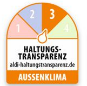 1
2
3
4
HALTUNGS-
TRANSPARENZ
aldi-haltungstransparenz.de
AUSSENKLIMA